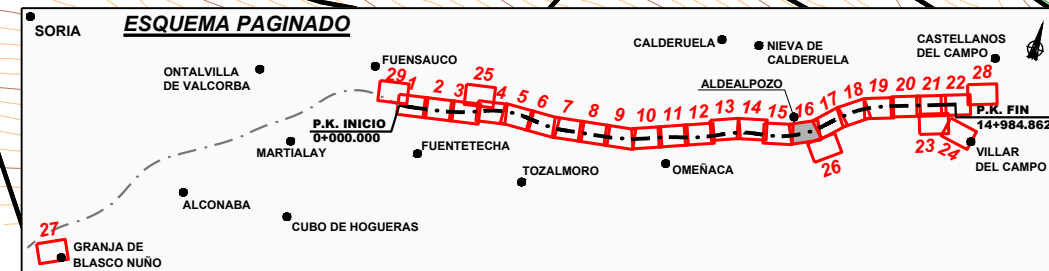 ESQUEMA PAGINADO
SORIA
ONTALVILLA
DE VALCORBA
FUENSAUCO
CALDERUELA
NIEVA DE
CALDERUELA
CASTELLANOS
DEL CAMPO
ALDEALPOZO
29 1 2 3 25 4 5 6 7 8 9 10 11 12 13 14 15 16 17 18 19 20 21 22 28
P.K. INICIO
0+000.000
P.K. FIN
14+984.862
MARTIALAY
FUENTETECHA
TOZALMORO
OMEÑACA
26
23
24
VILLAR
DEL CAMPO
ALCONABA
CUBO DE HOGUERAS
27
GRANJA DE
BLASCO NUÑO